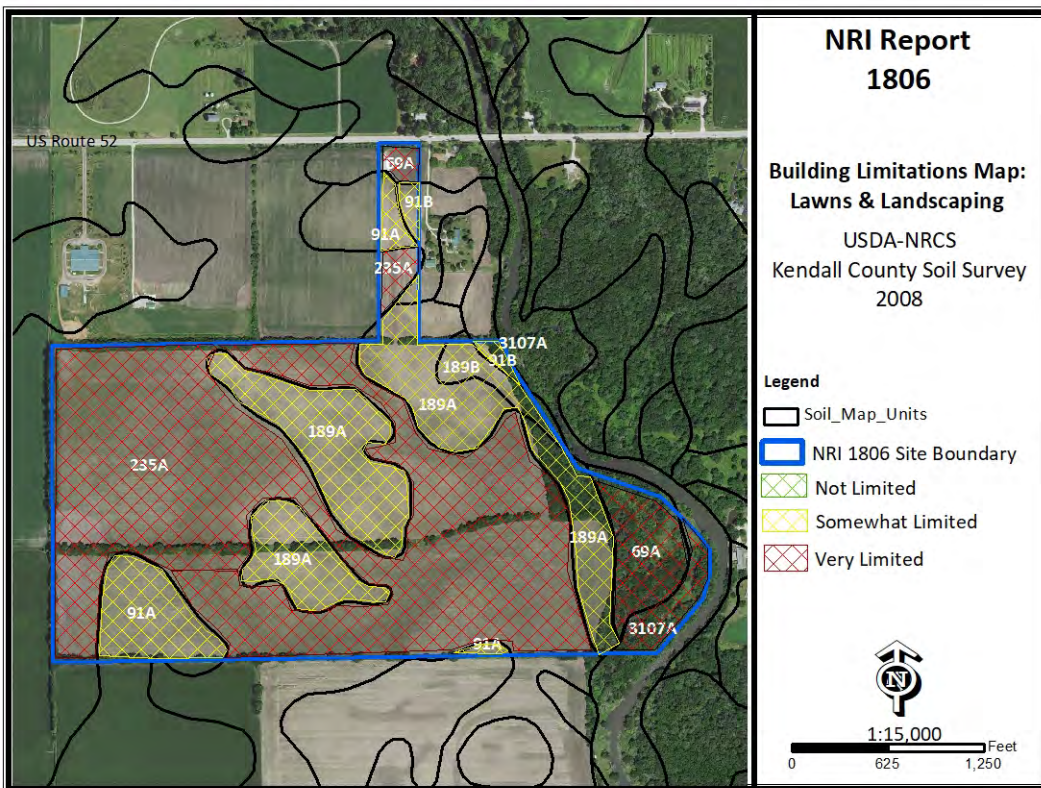 NRI Report
1806
Building Limitations Map:
Lawns & Landscaping
USDA-NRCS
Kendall County Soil Survey
2008
Legend
Soil_Map_Units
NRI 1806 Site Boundary
Not Limited
Somewhat Limited
Very Limited
N
1:15,000
Feet
0 625 1,250
US Route 52
69A
91B
91A
235A
3107A
91B
189B
189A
189A
235A
189A
189A
69A
91A
3107A
91A